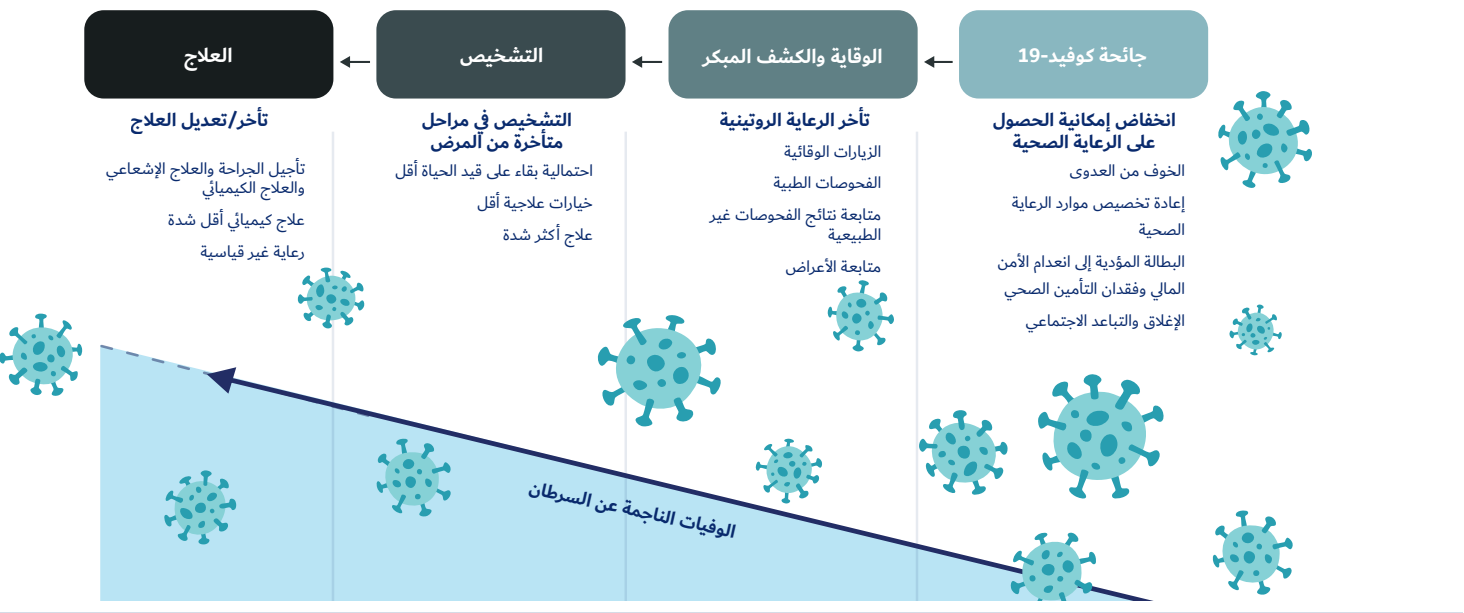 جائحة كوفيد-19
انخفاض إمكانية الحصول
على الرعاية الصحية
الخوف من العدوى
إعادة تخصيص موارد الرعاية
الصحية
البطالة المؤدية إلى انعدام الأمن
المالي وفقدان التأمين الصحي
الإغلاق والتباعد الاجتماعي
الوقاية والكشف المبكر
تأخر الرعاية الروتينية
الزيارات الوقائية
الفحوصات الطبية
متابعة نتائج الفحوصات غير
الطبيعية
متابعة الأعراض
التشخيص
التشخيص في مراحل
متأخرة من المرض
احتمالية بقاء على قيد الحياة أقل
خيارات علاجية أقل
علاج أكثر شدة
العلاج
تأخر/تعديل العلاج
تأجيل الجراحة والعلاج الإشعاعي
والعلاج الكيميائي
علاج كيميائي أقل شدة
رعاية غير قياسية
الوفيات الناجمة عن السرطان